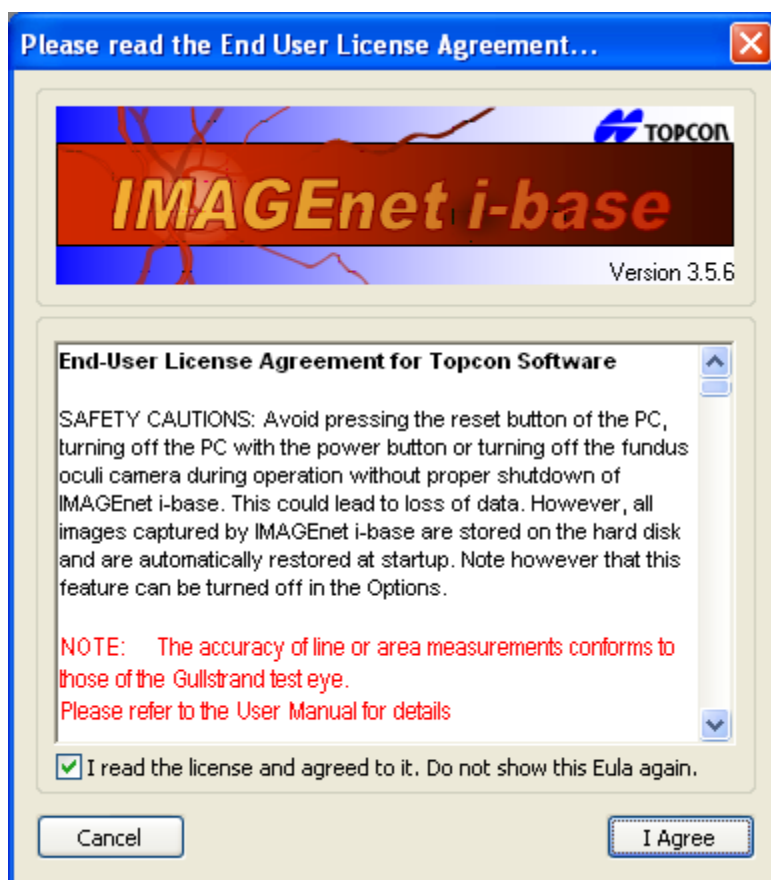 Please read the End User License Agreement...
TOPCON
IMAGEnet i-base
Version 3.5.6
End-User License Agreement for Topcon Software
SAFETY CAUTIONS: Avoid pressing the reset button of the PC,
turning off the PC with the power button or turning off the fundus
oculi camera during operation without proper shutdown of
IMAGEnet i-base. This could lead to loss of data. However, all
images captured by IMAGEnet i-base are stored on the hard disk
and are automatically restored at startup. Note however that this
feature can be turned off in the Options.
NOTE: The accuracy of line or area measurements conforms to
those of the Gullstrand test eye.
Please refer to the User Manual for details
I read the license and agreed to it. Do not show this Eula again.
Cancel
I Agree